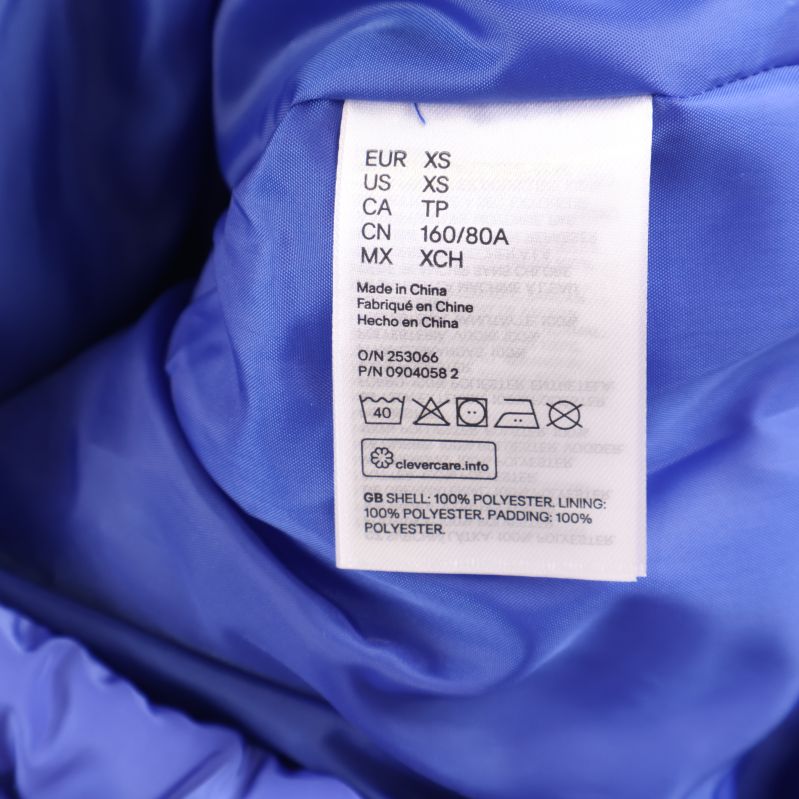 EUR XS
US XS
CA TP
CN 160/80A
MX XCH
Made in China
Fabriqué en Chine
Hecho en China
O/N 253066
P/N 0904058 2
40
clevercare.info
GB SHELL: 100% POLYESTER. LINING:
100% POLYESTER. PADDING: 100%
POLYESTER.